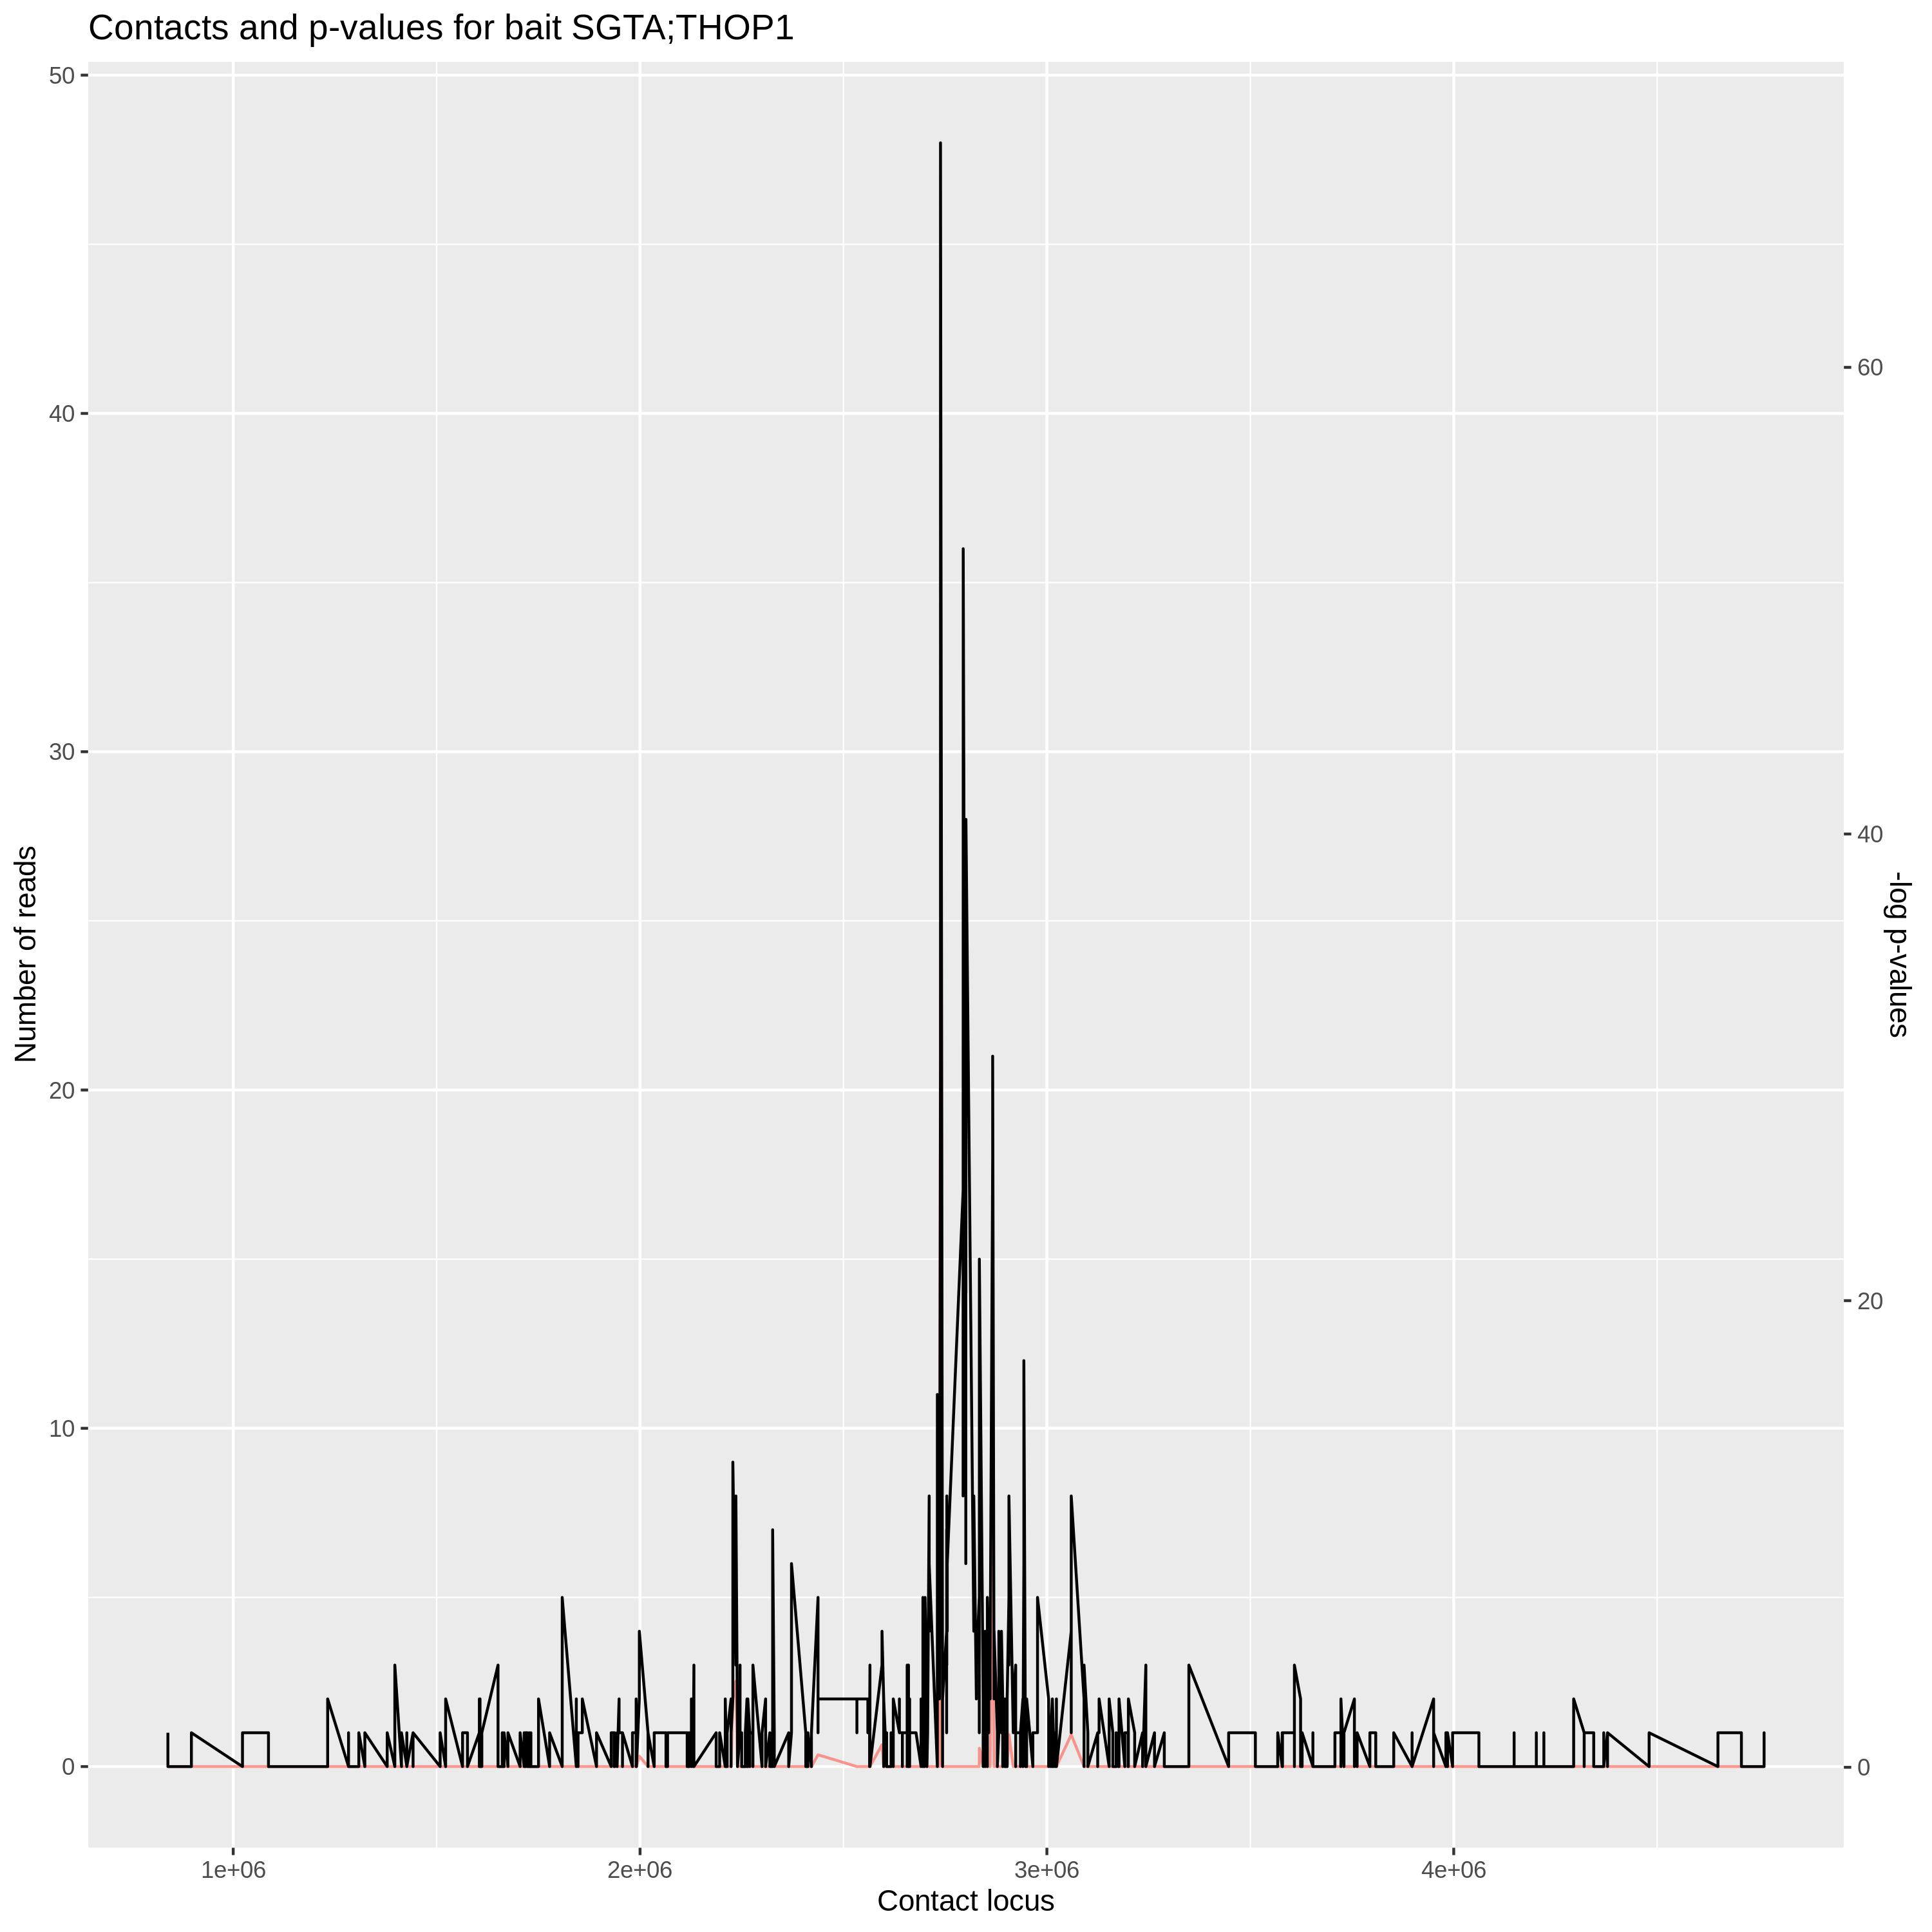 Contacts and p-values for bait SGTA;THOP1
50
40
30
20
10
0
Number of reads
60
40
20
0
-log p-values
1e+06
2e+06
3e+06
4e+06
Contact locus